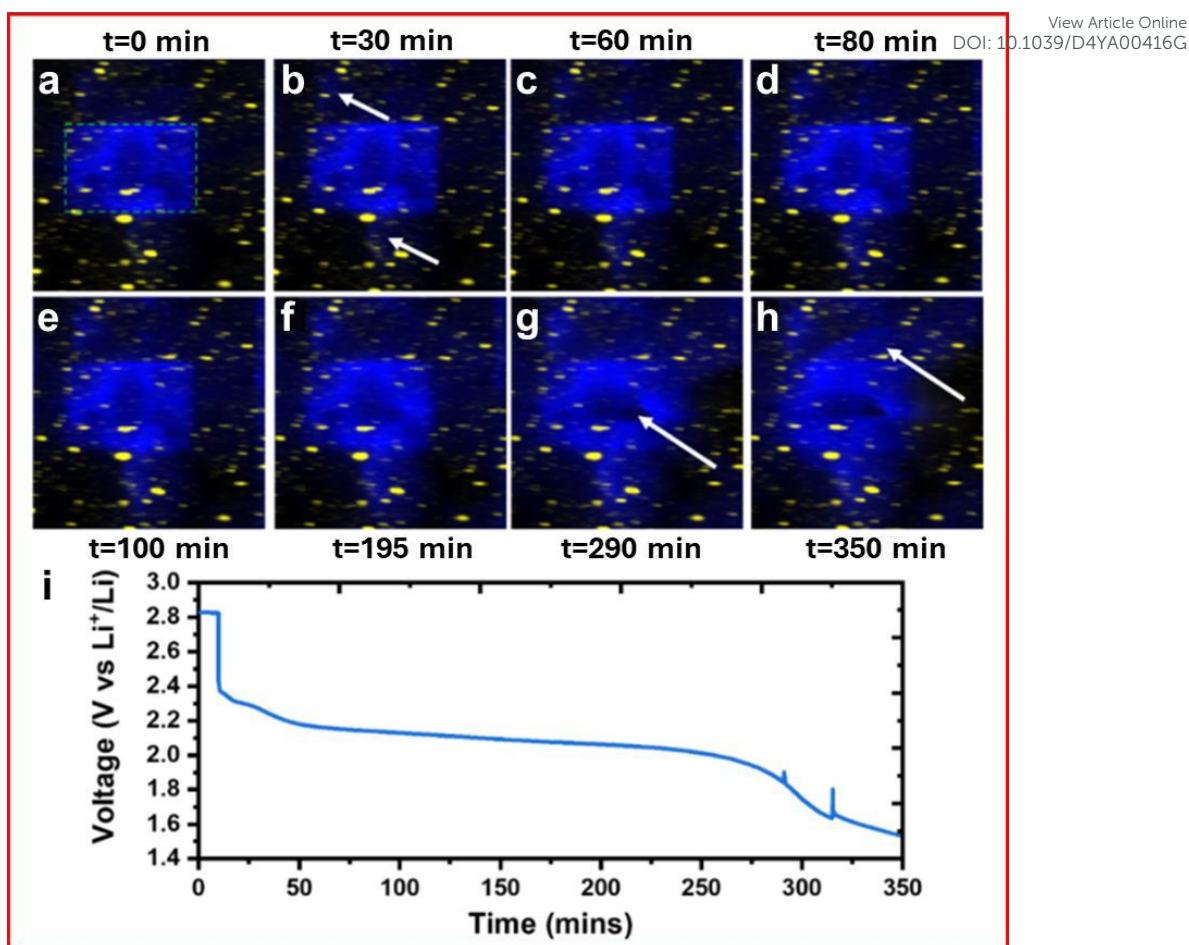 View Article Online
DOI: 10.1039/D4YA00416G
t=0 min t=30 min t=60 min t=80 min
a b c d
e f g h
t=100 min t=195 min t=290 min t=350 min
i
Voltage (V vs Li⁺/Li)
3.0
2.8
2.6
2.4
2.2
2.0
1.8
1.6
1.4
0 50 100 150 200 250 300 350
Time (mins)